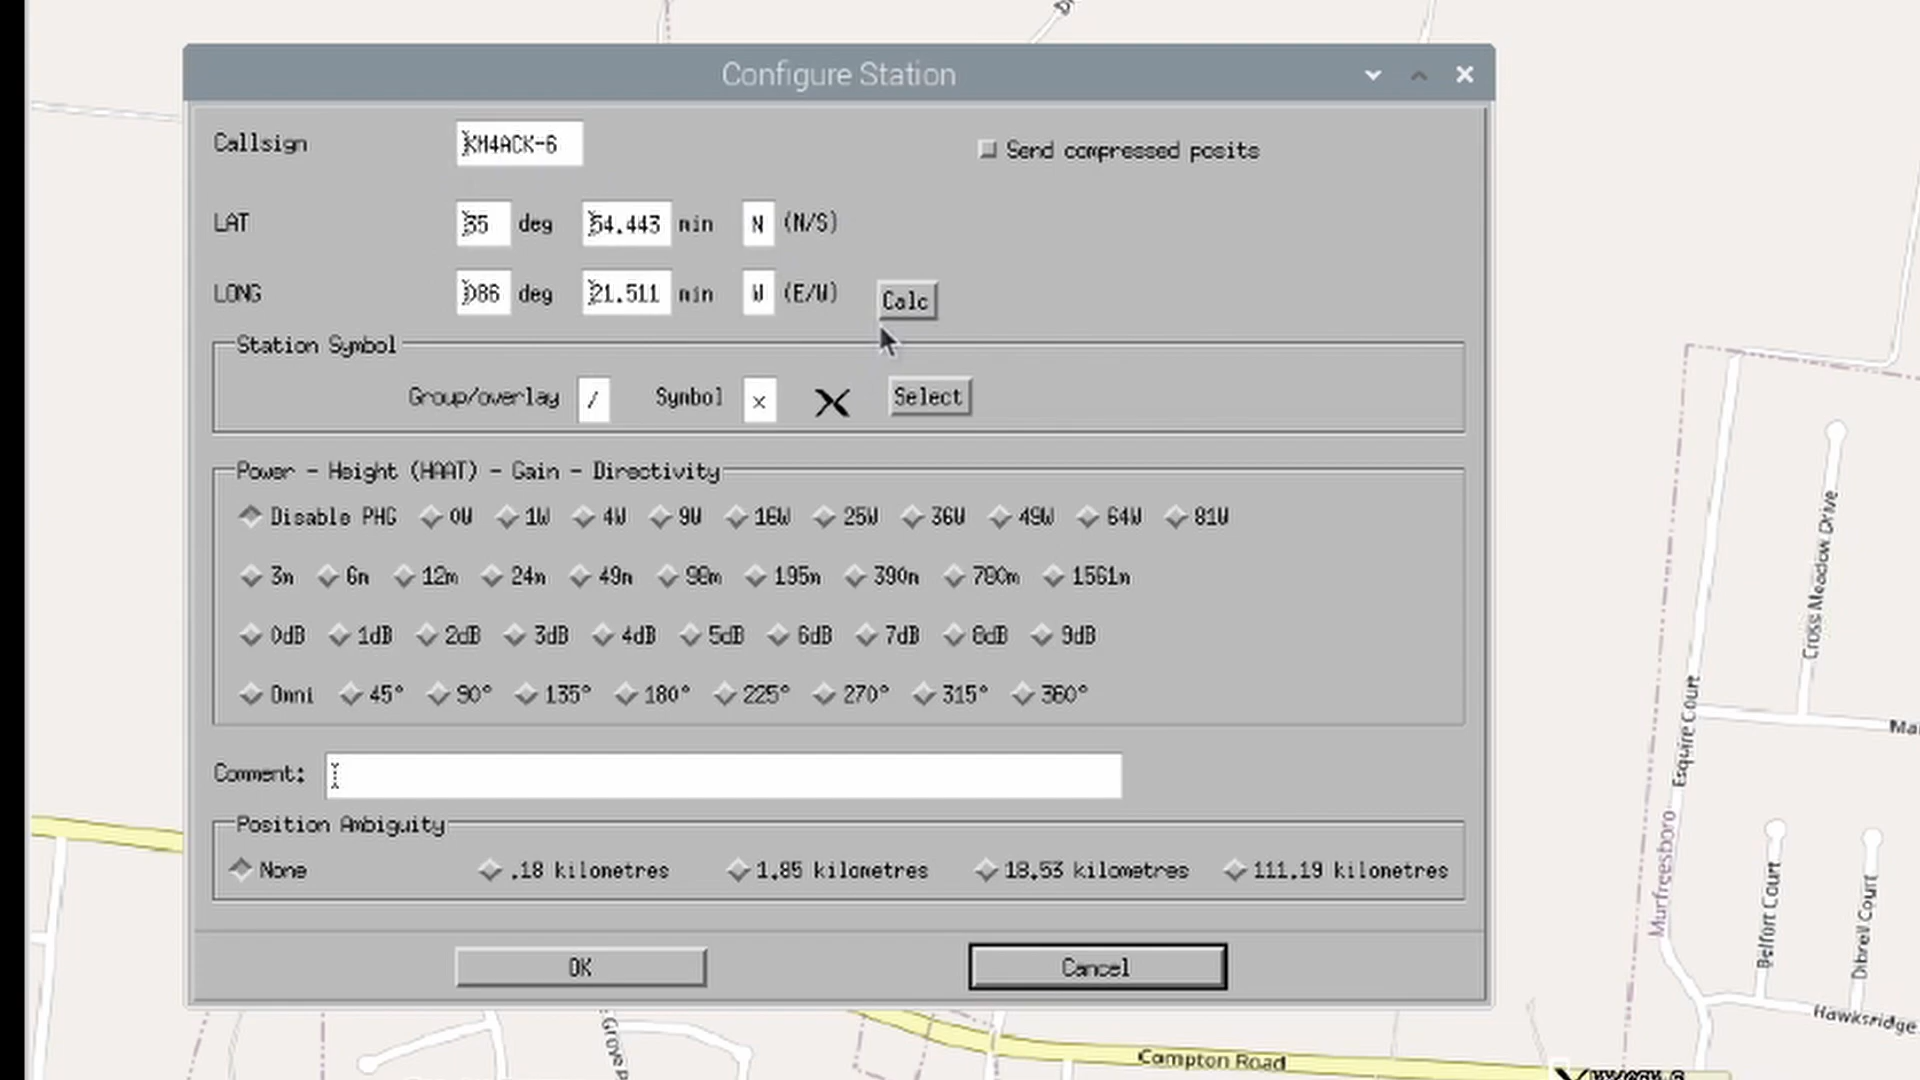 Configure Station
Callsign KM4ACK-6 Send compressed posits
LAT 35 deg 54.443 min N (N/S)
LONG 086 deg 21.511 min W (E/W) Calc
Station Symbol
Group/overlay / Symbol x Select
Power - Height (HAAT) - Gain - Directivity
Disable PHG 0W 1W 4W 9W 16W 25W 36W 49W 64W 81W
3m 6m 12m 24m 49m 98m 195m 390m 780m 1561m
0dB 1dB 2dB 3dB 4dB 5dB 6dB 7dB 8dB 9dB
Omni 45° 90° 135° 180° 225° 270° 315° 360°
Comment:
Position Ambiguity
None .18 kilometres 1.85 kilometres 18.53 kilometres 111.19 kilometres
OK Cancel
Cross Meadow Drive
Esquire Court
Murfreesboro
Belfort Court
Dibrell Court
Hawksridge
Compton Road
Grove